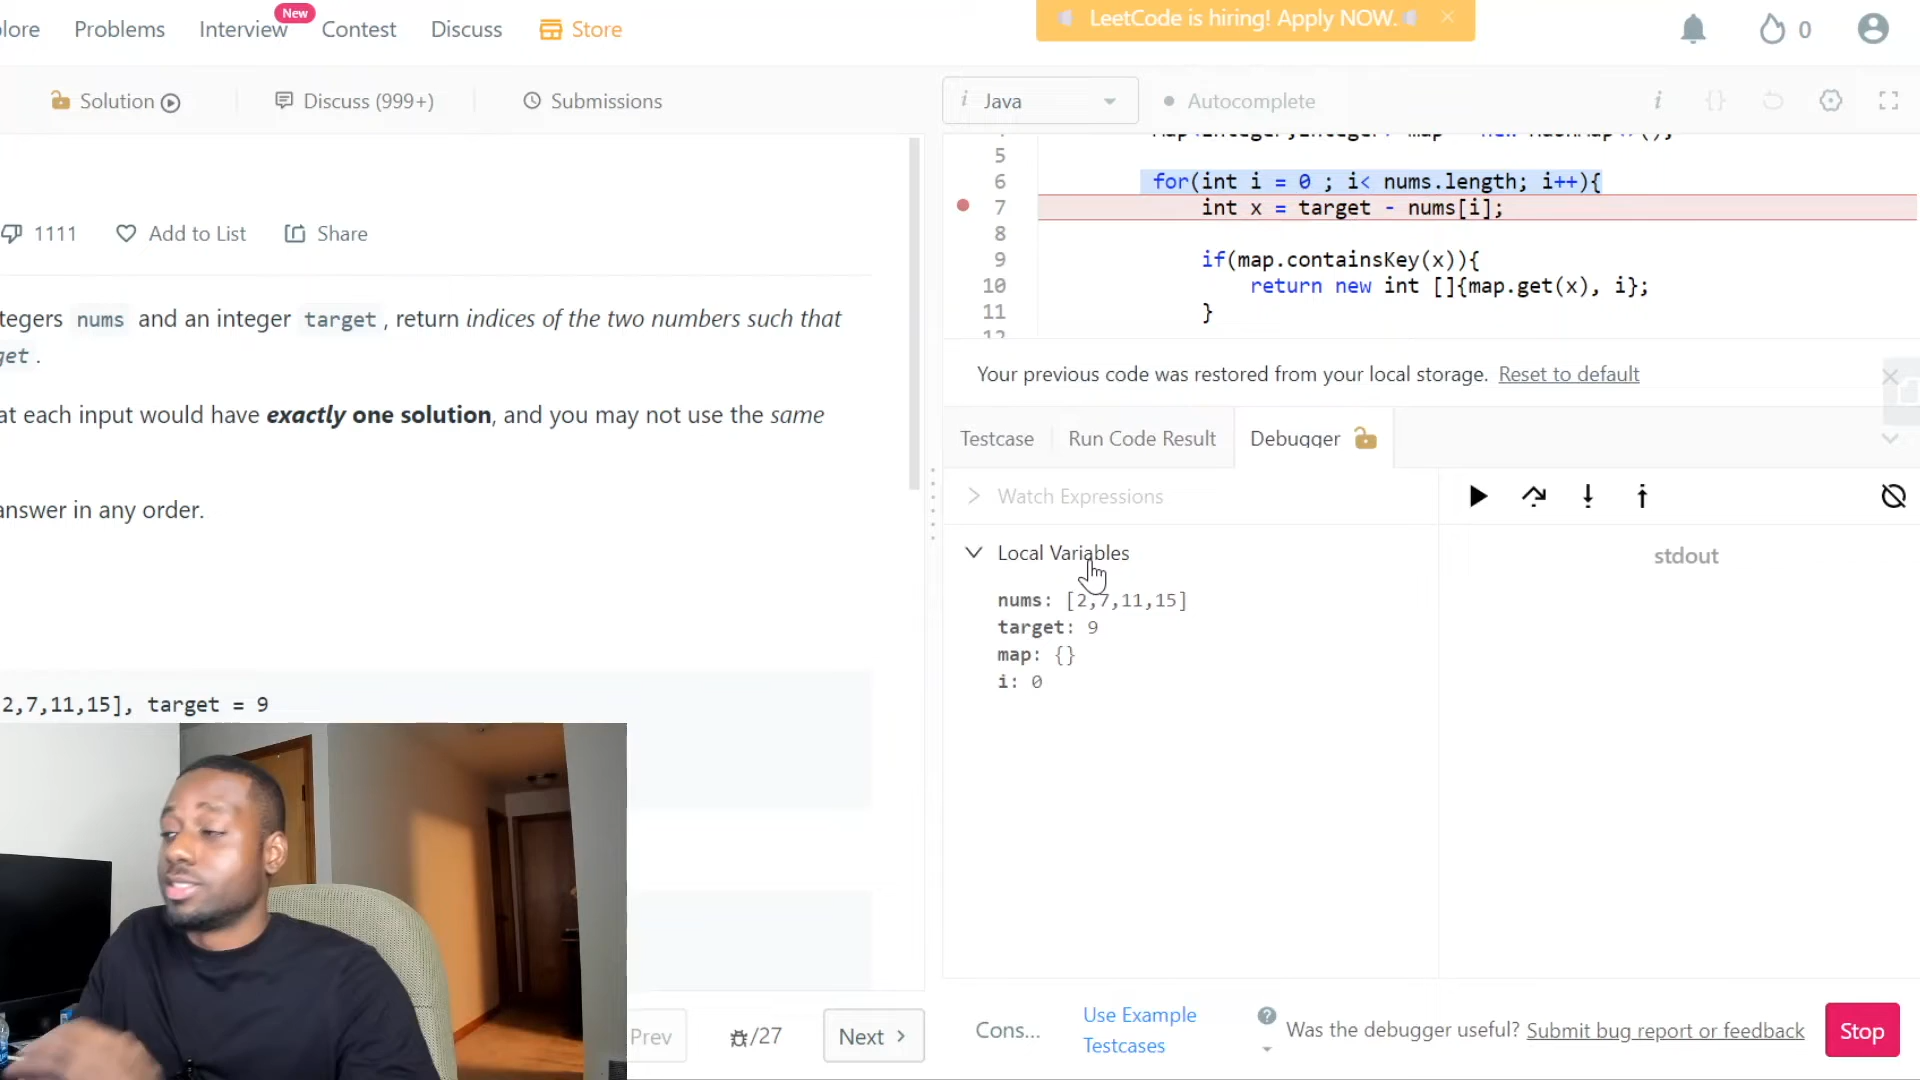 lore Problems Interview New Contest Discuss Store
LeetCode is hiring! Apply NOW.
0
Solution Discuss (999+) Submissions
Java Autocomplete
1111 Add to List Share
tegers nums and an integer target, return indices of the two numbers such that
get.
at each input would have exactly one solution, and you may not use the same
answer in any order.
2,7,11,15], target = 9
Prev /27 Next
5
6 for(int i = 0 ; i< nums.length; i++){
7 int x = target - nums[i];
8
9 if(map.containsKey(x)){
10 return new int []{map.get(x), i};
11 }
12
Your previous code was restored from your local storage. Reset to default
Testcase Run Code Result Debugger
Watch Expressions
Local Variables
nums: [2,7,11,15]
target: 9
map: {}
i: 0
stdout
Cons...
Use Example
Testcases
Was the debugger useful? Submit bug report or feedback
Stop